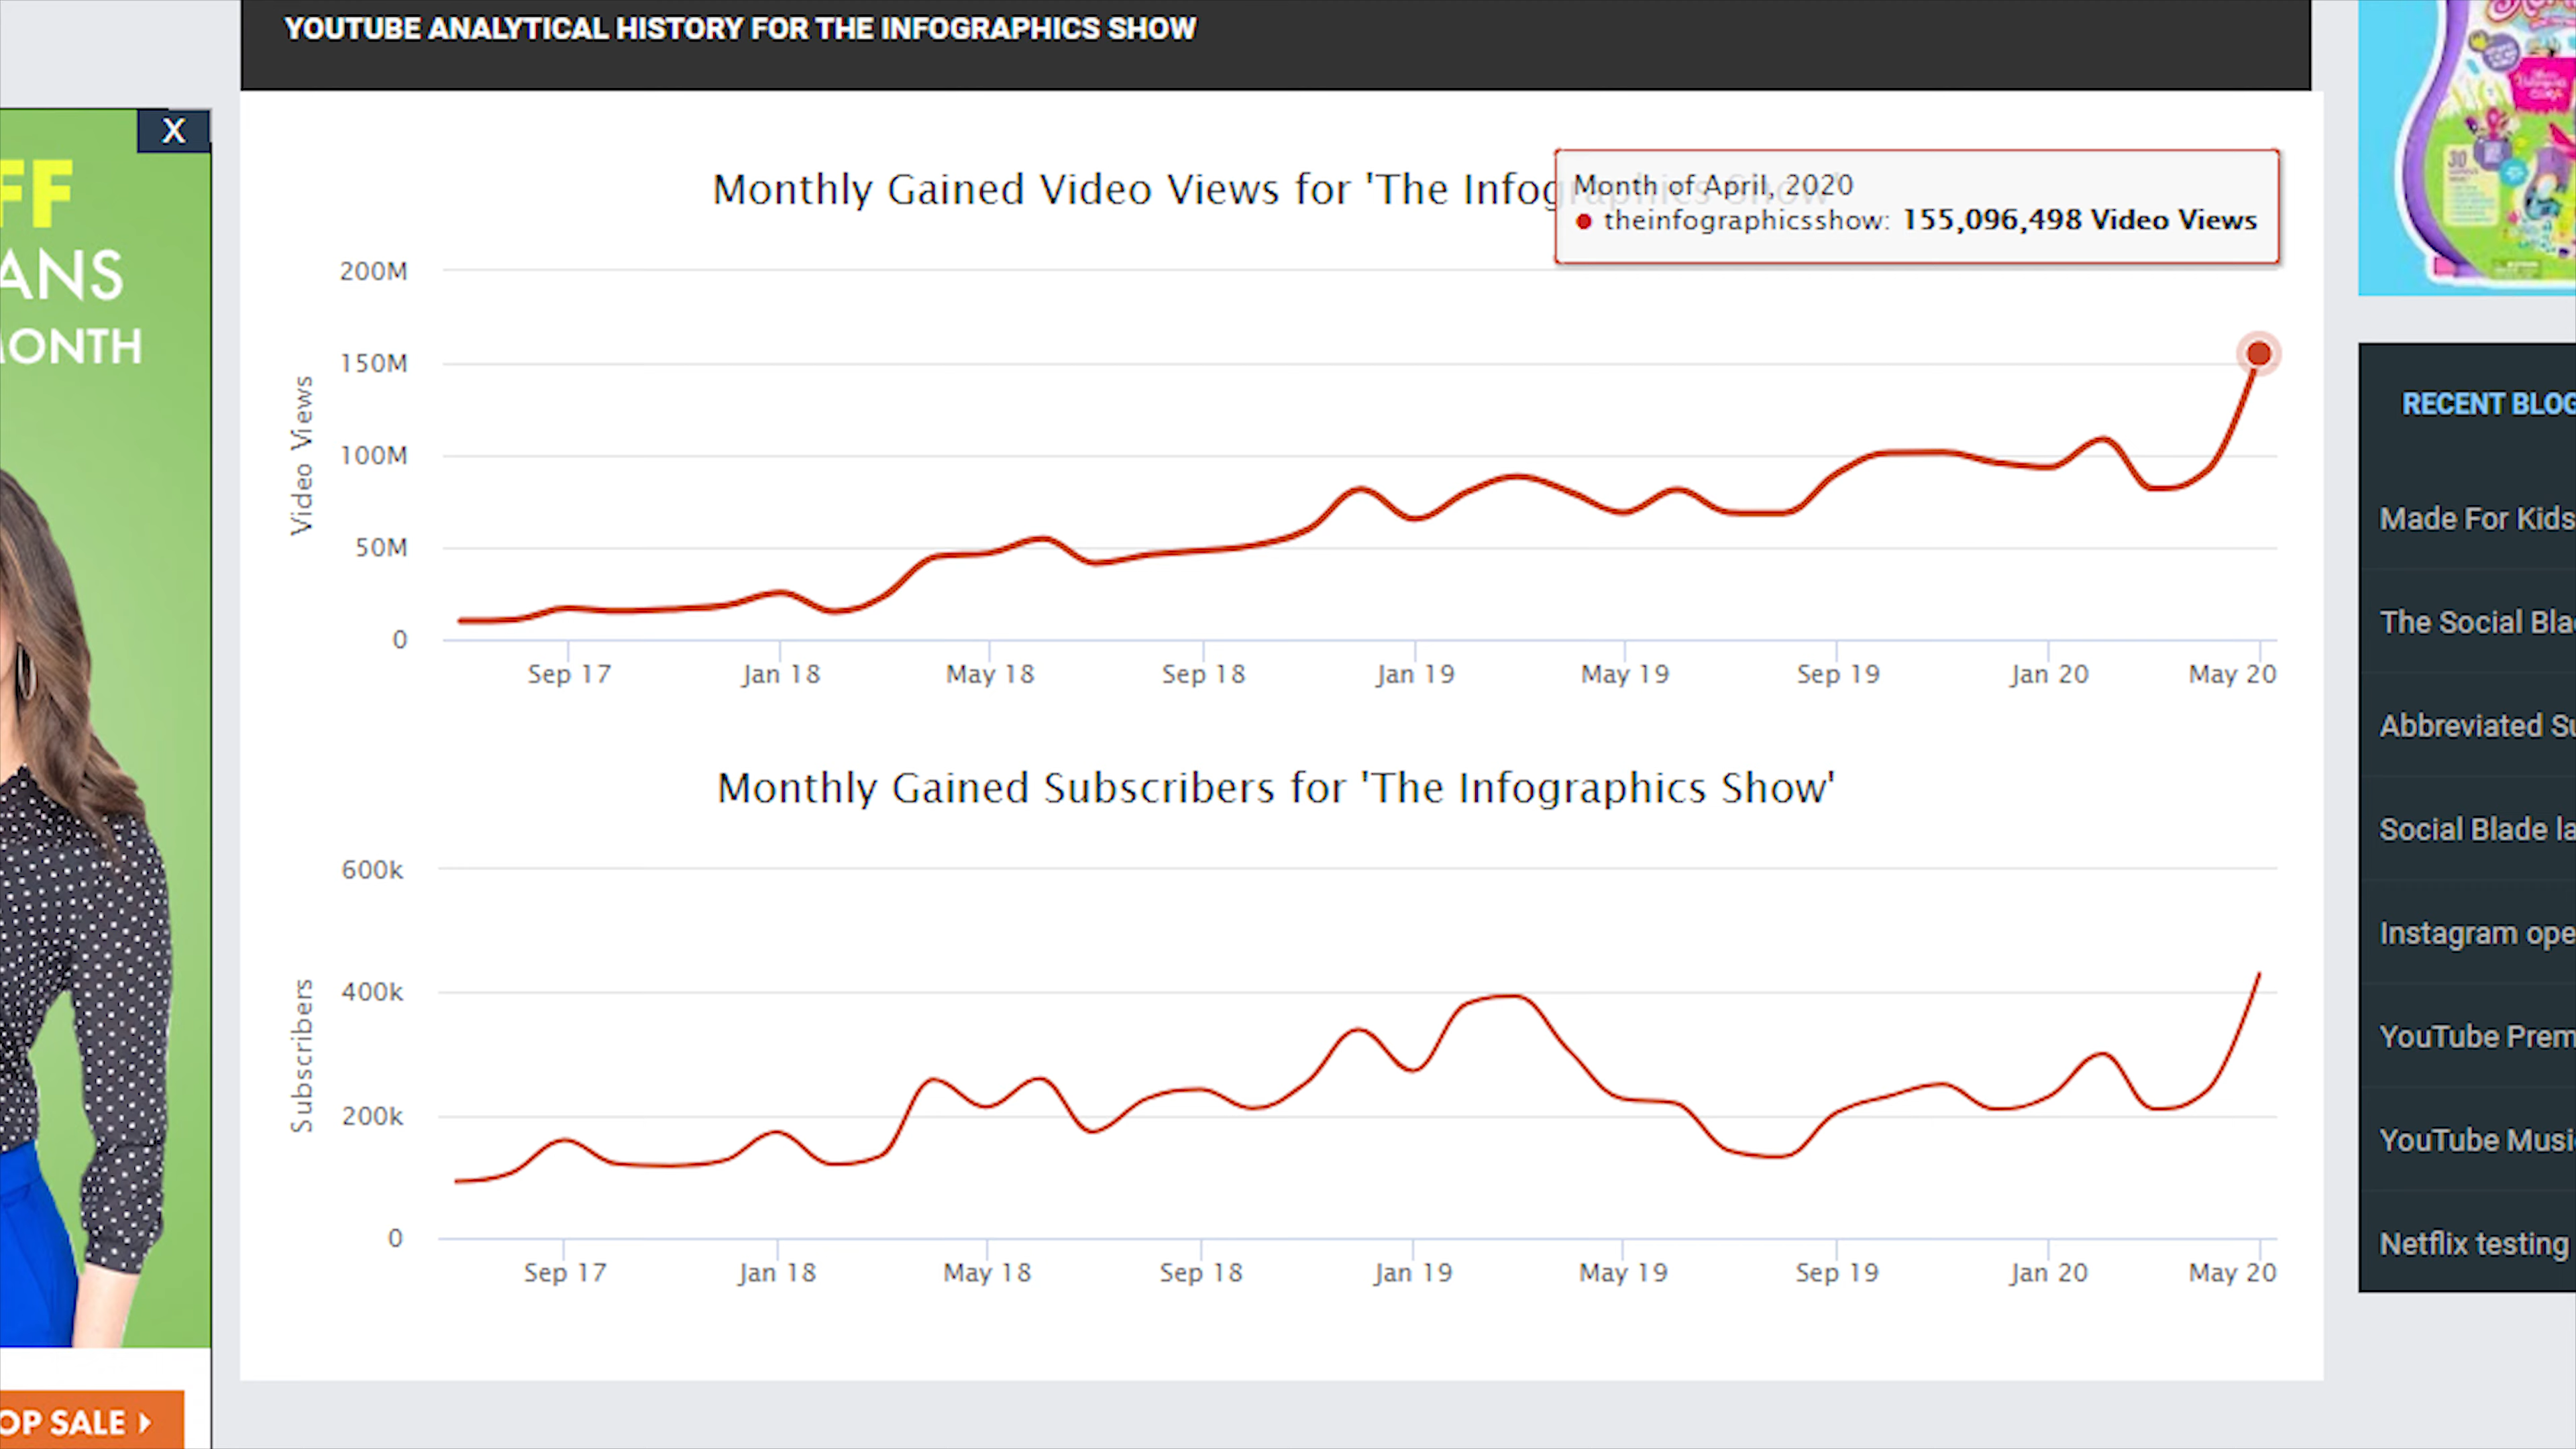 YOUTUBE ANALYTICAL HISTORY FOR THE INFOGRAPHICS SHOW
X
FF
ANS
MONTH
OP SALE
Monthly Gained Video Views for 'The Infographics Show'
Month of April, 2020
theinfographicsshow: 155,096,498 Video Views
Video Views
200M
150M
100M
50M
0
Sep 17 Jan 18 May 18 Sep 18 Jan 19 May 19 Sep 19 Jan 20 May 20
Monthly Gained Subscribers for 'The Infographics Show'
Subscribers
600k
400k
200k
0
Sep 17 Jan 18 May 18 Sep 18 Jan 19 May 19 Sep 19 Jan 20 May 20
30
RECENT BLOG
Made For Kids
The Social Bla
Abbreviated Su
Social Blade la
Instagram ope
YouTube Prem
YouTube Musi
Netflix testing